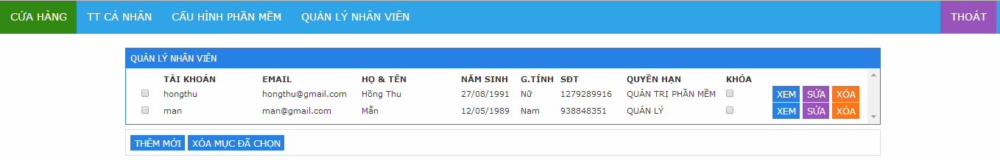 CỬA HÀNG TT CÁ NHÂN CẤU HÌNH PHẦN MỀM QUẢN LÝ NHÂN VIÊN THOÁT
QUẢN LÝ NHÂN VIÊN
TÀI KHOẢN EMAIL HỌ & TÊN NĂM SINH G.TÍNH SĐT QUYỀN HẠN KHÓA
hongthu hongthu@gmail.com Hồng Thu 27/08/1991 Nữ 1279289916 QUẢN TRỊ PHẦN MỀM XEM SỬA XÓA
man man@gmail.com Mẫn 12/05/1989 Nam 938848351 QUẢN LÝ XEM SỬA XÓA
THÊM MỚI XÓA MỤC ĐÃ CHỌN